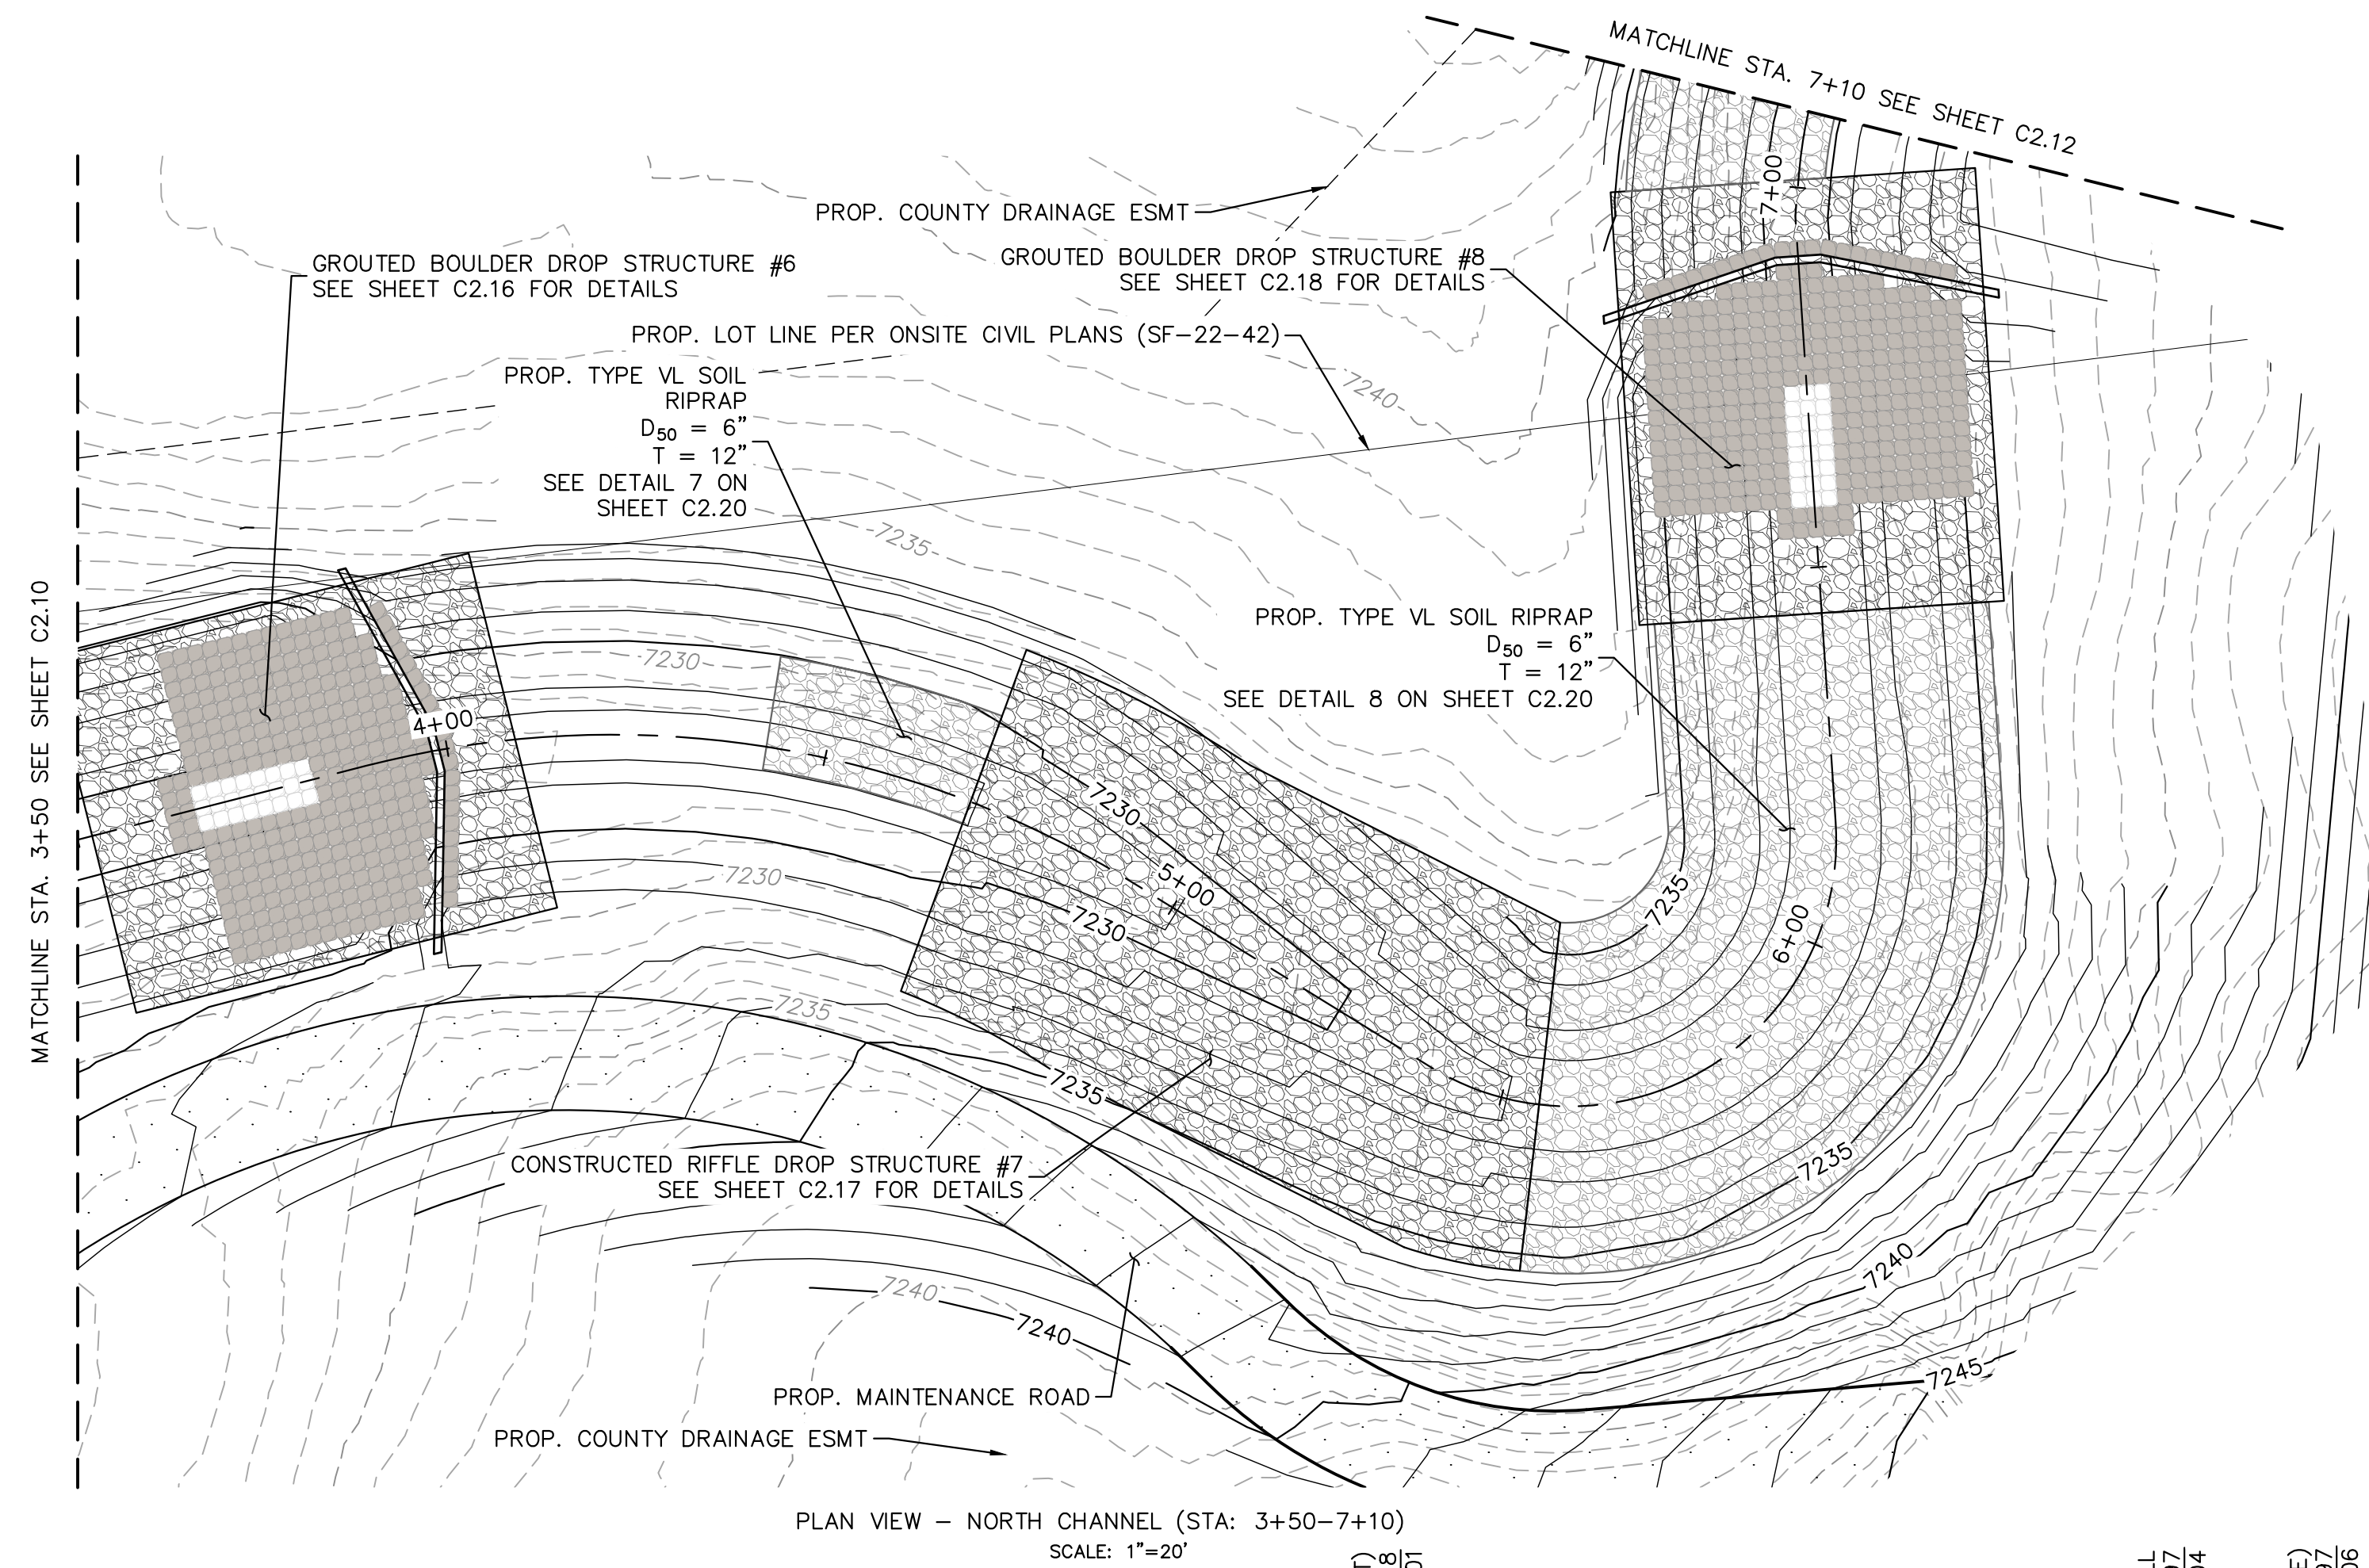 MATCHLINE STA. 7+10 SEE SHEET C2.12
7+00
PROP. COUNTY DRAINAGE ESMT
GROUTED BOULDER DROP STRUCTURE #6
SEE SHEET C2.16 FOR DETAILS
GROUTED BOULDER DROP STRUCTURE #8
SEE SHEET C2.18 FOR DETAILS
PROP. LOT LINE PER ONSITE CIVIL PLANS (SF-22-42)
PROP. TYPE VL SOIL
RIPRAP
D50 = 6"
T = 12"
SEE DETAIL 7 ON
SHEET C2.20
7240
7235
MATCHLINE STA. 3+50 SEE SHEET C2.10
PROP. TYPE VL SOIL RIPRAP
D50 = 6"
T = 12"
SEE DETAIL 8 ON SHEET C2.20
7230
4+00
7230
7230
5+00
7230
7235
6+00
7235
7235
7235
CONSTRUCTED RIFFLE DROP STRUCTURE #7
SEE SHEET C2.17 FOR DETAILS
7240
7240
7240
7245
PROP. MAINTENANCE ROAD
PROP. COUNTY DRAINAGE ESMT
PLAN VIEW - NORTH CHANNEL (STA: 3+50-7+10)
SCALE: 1"=20'